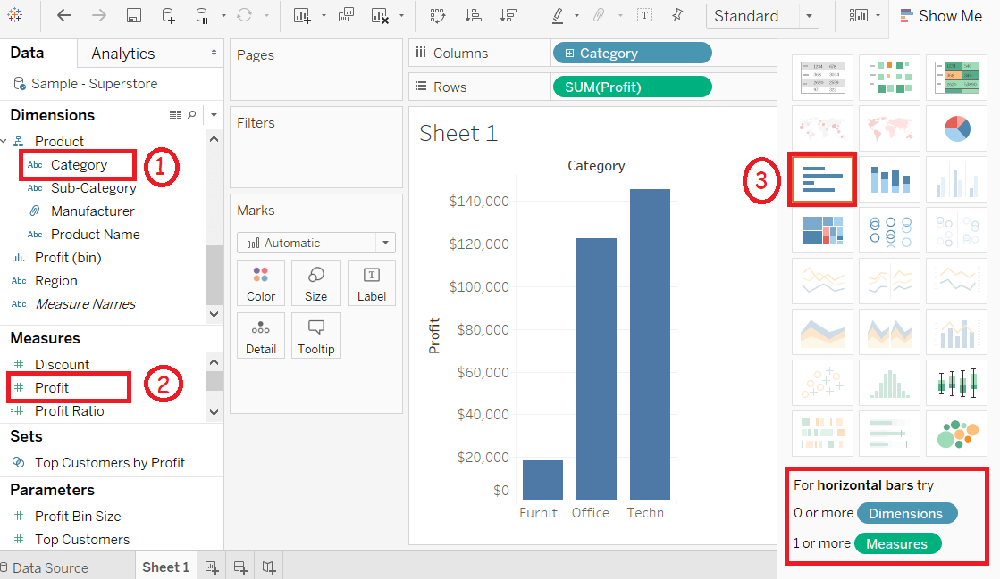 Standard
Show Me
Data
Analytics
Sample - Superstore
Dimensions
Product
Abc Category
1
Abc Sub-Category
Manufacturer
Abc Product Name
Profit (bin)
Abc Region
Abc Measure Names
Measures
# Discount
# Profit
2
=# Profit Ratio
Sets
Top Customers by Profit
Parameters
# Profit Bin Size
# Top Customers
Data Source
Sheet 1
Pages
Filters
Marks
Automatic
Color
Size
T
Label
Detail
Tooltip
Columns
Category
Rows
SUM(Profit)
Sheet 1
Category
Profit
$140,000
$120,000
$100,000
$80,000
$60,000
$40,000
$20,000
$0
Furnit..
Office ..
Techn..
3
For horizontal bars try
0 or more Dimensions
1 or more Measures